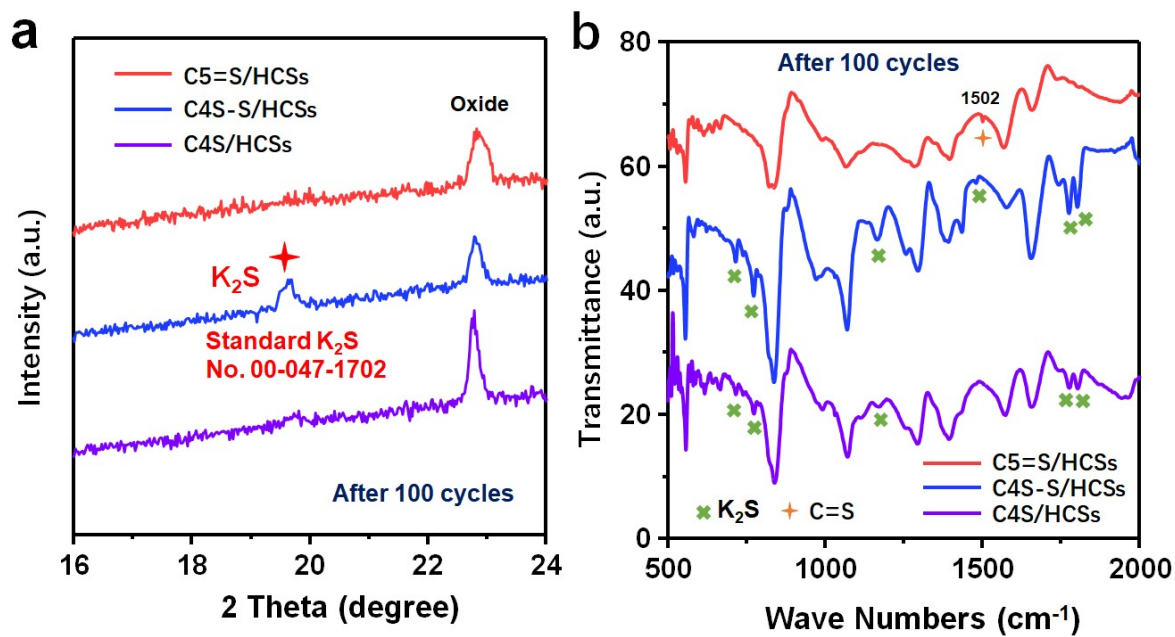 a
C5=S/HCSs
C4S-S/HCSs
C4S/HCSs
Oxide
K₂S
Standard K₂S
No. 00-047-1702
After 100 cycles
Intensity (a.u.)
16 18 20 22 24
2 Theta (degree)
b
After 100 cycles
1502
80
60
40
20
0
Transmittance (a.u.)
K₂S
C=S
C5=S/HCSs
C4S-S/HCSs
C4S/HCSs
500 1000 1500 2000
Wave Numbers (cm⁻¹)